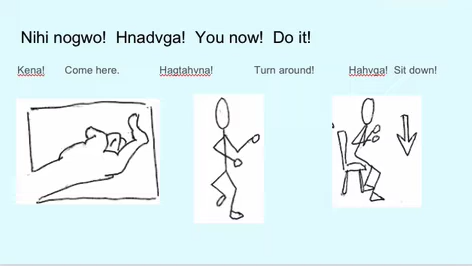 Nihi nogwo!  Hnadvga!  You now!  Do it!
Kena!  Come here.  Hagtahvna!  Turn around!  Hahvga!  Sit down!